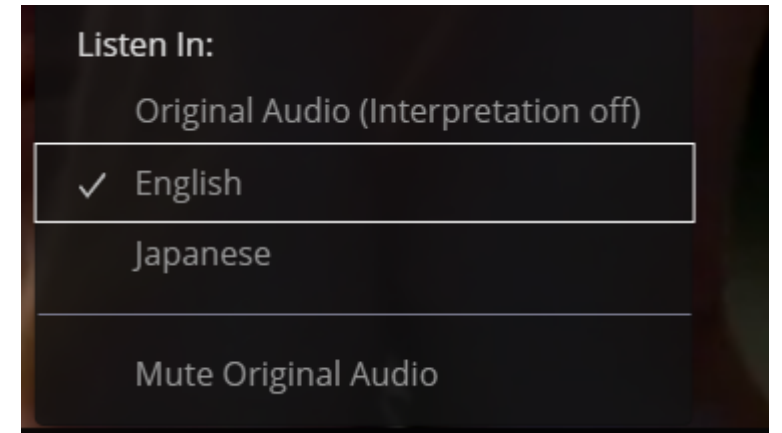 Listen In:
Original Audio (Interpretation off)
English
Japanese
Mute Original Audio